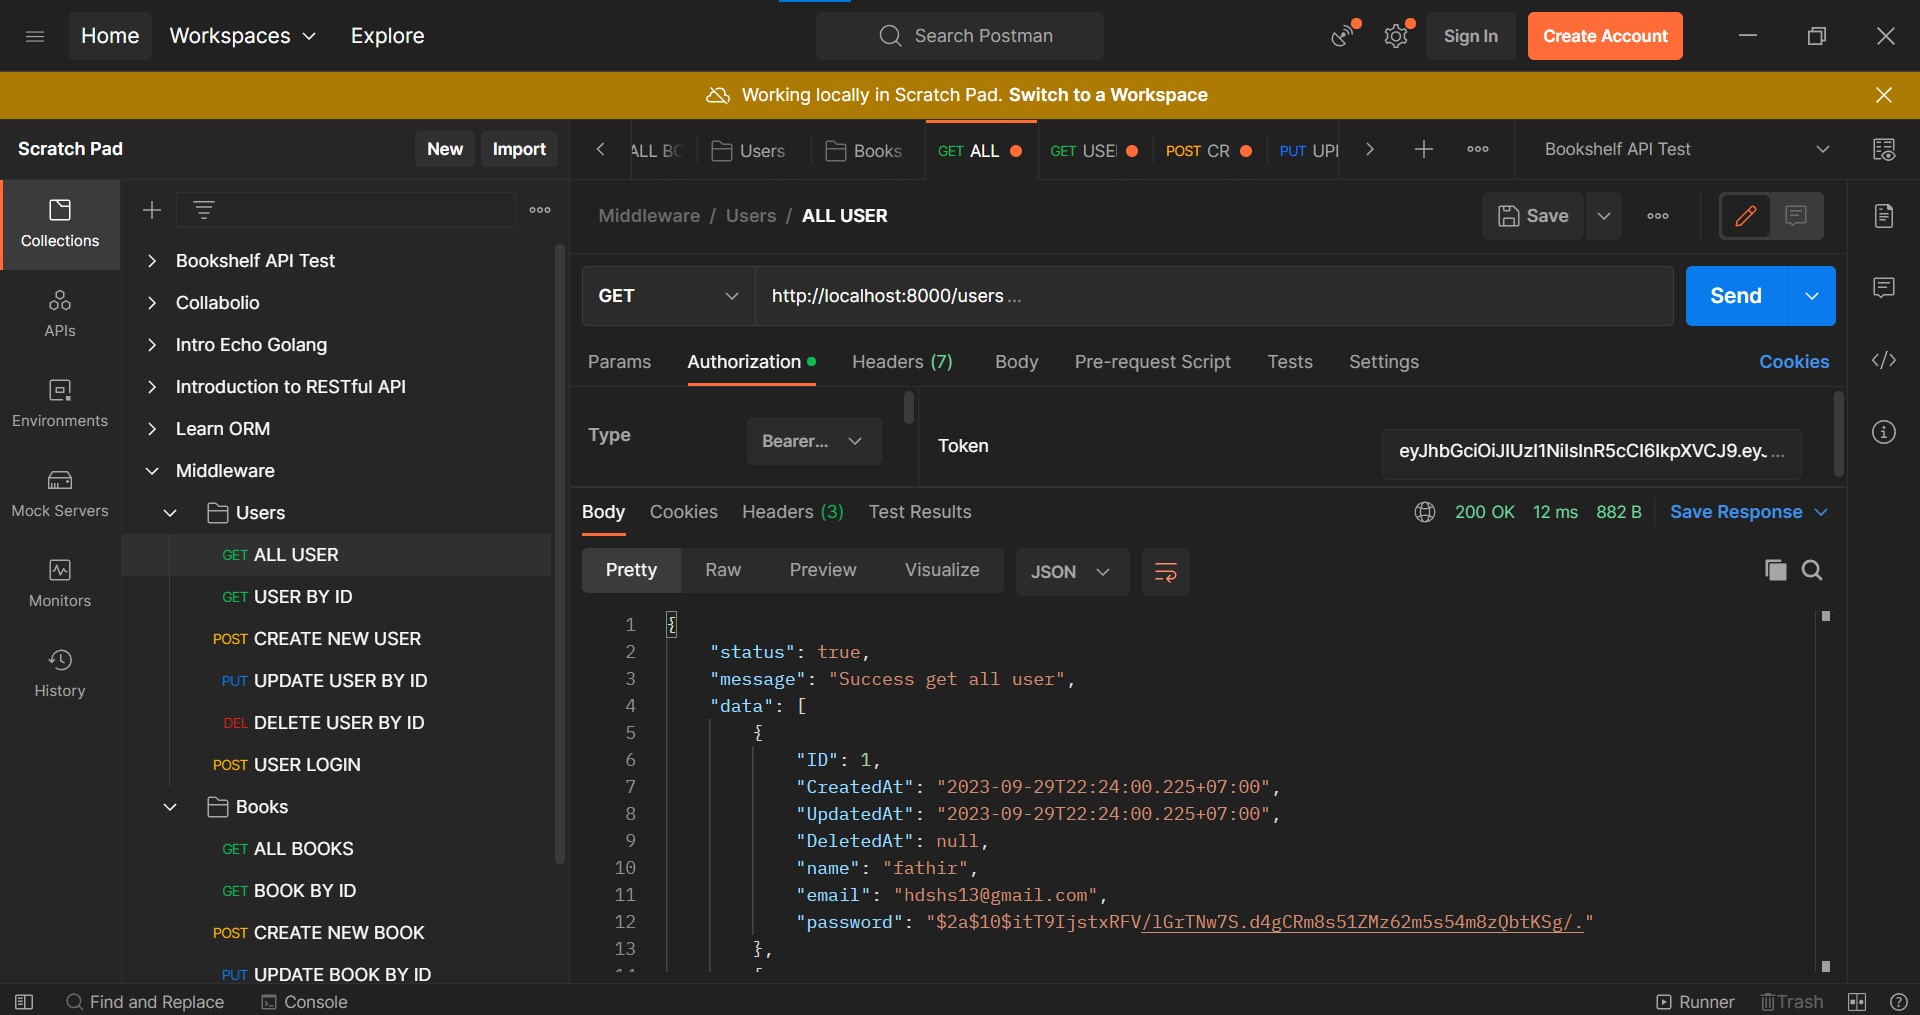 Home Workspaces Explore Search Postman Sign In Create Account
Working locally in Scratch Pad. Switch to a Workspace
Scratch Pad New Import
ALL BO Users Books GET ALL GET USE POST CR PUT UP Bookshelf API Test
Collections
APIs
Environments
Mock Servers
Monitors
History
Bookshelf API Test
Collabolio
Intro Echo Golang
Introduction to RESTful API
Learn ORM
Middleware
Users
GET ALL USER
GET USER BY ID
POST CREATE NEW USER
PUT UPDATE USER BY ID
DEL DELETE USER BY ID
POST USER LOGIN
Books
GET ALL BOOKS
GET BOOK BY ID
POST CREATE NEW BOOK
PUT UPDATE BOOK BY ID
Middleware / Users / ALL USER Save
GET http://localhost:8000/users ... Send
Params Authorization Headers (7) Body Pre-request Script Tests Settings Cookies
Type Bearer... Token eyJhbGciOiJIUzI1NiIsInR5cCI6IkpXVCJ9.eyJ ...
Body Cookies Headers (3) Test Results 200 OK 12 ms 882 B Save Response
Pretty Raw Preview Visualize JSON
1 {
2 "status": true,
3 "message": "Success get all user",
4 "data": [
5 {
6 "ID": 1,
7 "CreatedAt": "2023-09-29T22:24:00.225+07:00",
8 "UpdatedAt": "2023-09-29T22:24:00.225+07:00",
9 "DeletedAt": null,
10 "name": "fathir",
11 "email": "hdshs13@gmail.com",
12 "password": "$2a$10$itT9IjstxRFV/lGrTNw7S.d4gCRm8s51ZMz62m5s54m8zQbtKSg/."
13 },
Find and Replace Console Runner Trash